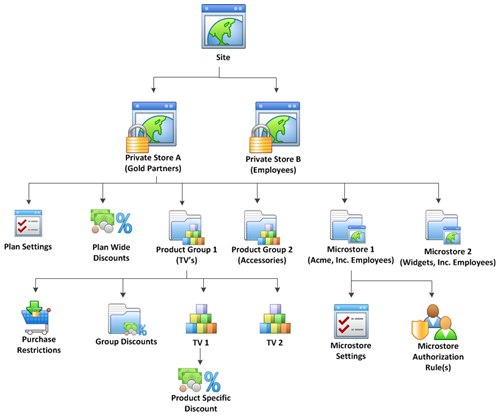 Site
Private Store A
(Gold Partners)
Private Store B
(Employees)
Plan Settings
Plan Wide
Discounts
Product Group 1
(TV's)
Product Group 2
(Accessories)
Microstore 1
(Acme, Inc. Employees)
Microstore 2
(Widgets, Inc. Employees)
Purchase
Restrictions
Group Discounts
TV 1
TV 2
Microstore
Settings
Microstore
Authorization
Rule(s)
Product Specific
Discount